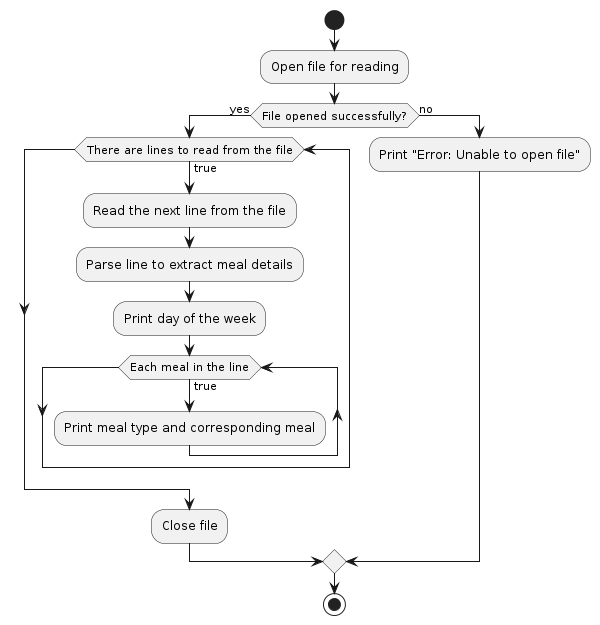 Open file for reading
yes
File opened successfully?
no
There are lines to read from the file
Print "Error: Unable to open file"
true
Read the next line from the file
Parse line to extract meal details
Print day of the week
Each meal in the line
true
Print meal type and corresponding meal
Close file